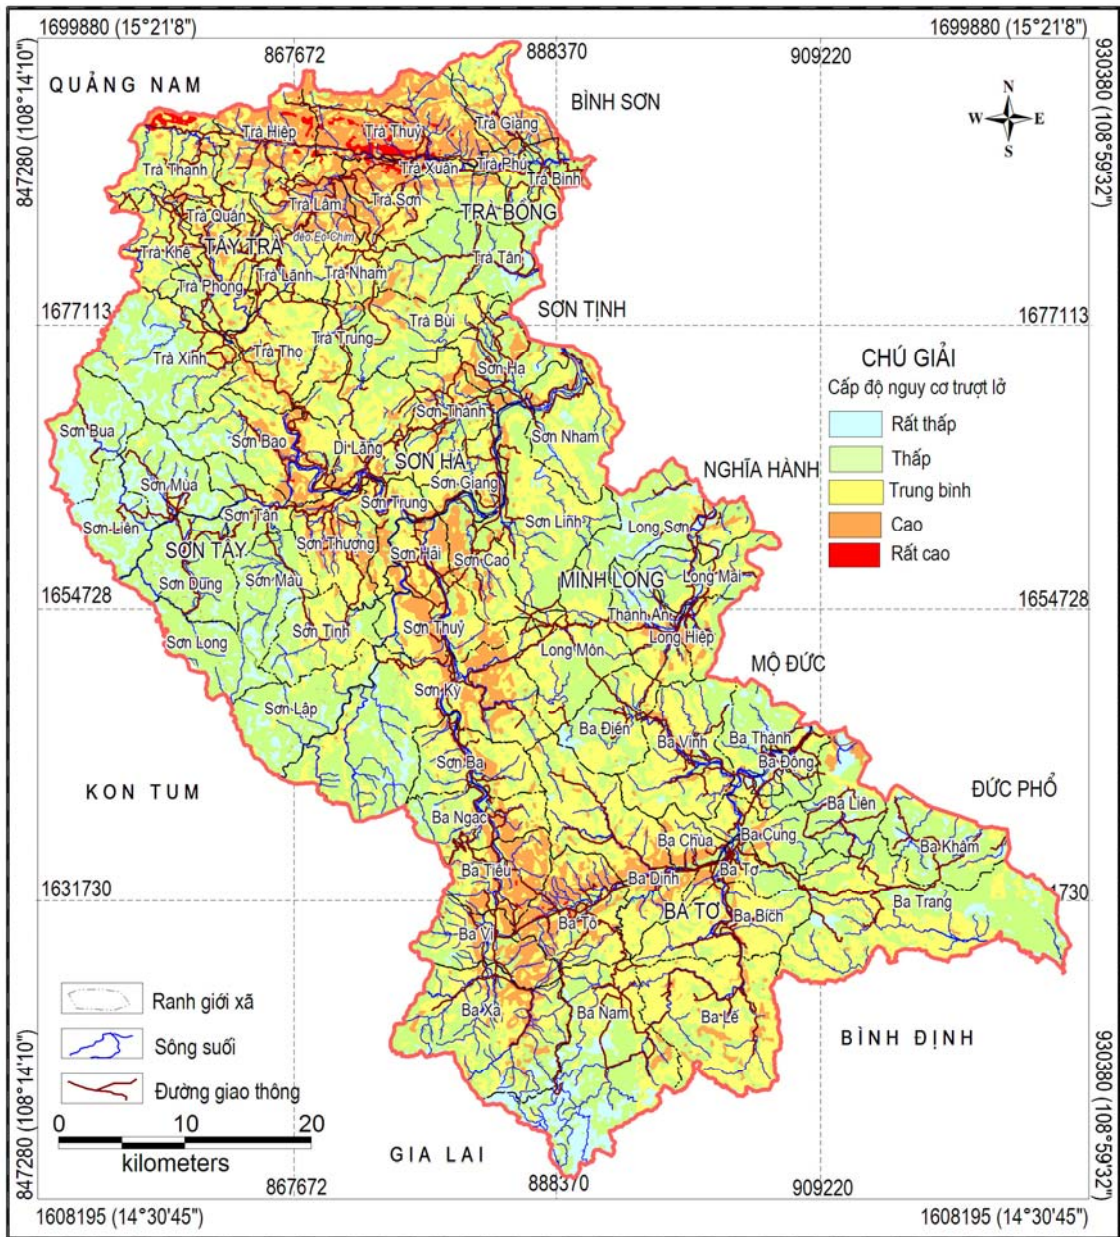 1699880 (15°21'8")
1699880 (15°21'8")
867672
888370
909220
847280 (108°14'10")
930380 (108°59'32")
QUẢNG NAM
BÌNH SƠN
N
W
E
S
Trà Giang
Trà Hiệp
Trà Thuỷ
Trà Thanh
Trà Xuân
Trà Phú
Trà Bình
Trà Lâm
Trà Sơn
Trà Quân
TRÀ BỒNG
đèo Eo Chim
TÂY TRÀ
Trà Khê
Trà Tân
Trà Lãnh
Trà Nham
Trà Phong
SƠN TỊNH
1677113
1677113
Trà Bùi
Trà Trung
Trà Xinh
Trà Thọ
CHÚ GIẢI
Cấp độ nguy cơ trượt lở
Rất thấp
Thấp
Trung bình
Cao
Rất cao
Sơn Hạ
Sơn Thành
Sơn Bua
Sơn Bao
Di Lăng
Sơn Nham
SƠN HÀ
NGHĨA HÀNH
Sơn Mùa
Sơn Giang
Sơn Trung
Sơn Liên
Sơn Tân
Sơn Linh
Long Sơn
SƠN TÂY
Sơn Thượng
Sơn Hải
Sơn Cao
Sơn Dũng
Sơn Màu
MINH LONG
Long Mai
1654728
1654728
Thanh An
Sơn Tinh
Sơn Thuỷ
Long Hiệp
Sơn Long
Long Môn
MỘ ĐỨC
Sơn Kỳ
Sơn Lập
Ba Điền
Ba Vinh
Ba Thành
Ba Động
Sơn Ba
KON TUM
ĐỨC PHỔ
Ba Liên
Ba Ngạc
Ba Chùa
Ba Cung
Ba Khâm
Ba Tiêu
Ba Dinh
Ba Tơ
1631730
1730
Ba Trang
Ba Tô
BA TƠ
Ba Bích
Ba Vì
Ba Xa
Ba Nam
Ba Lế
BÌNH ĐỊNH
Ranh giới xã
Sông suối
Đường giao thông
0 10 20
kilometers
GIA LAI
847280 (108°14'10")
930380 (108°59'32")
867672
888370
909220
1608195 (14°30'45")
1608195 (14°30'45")